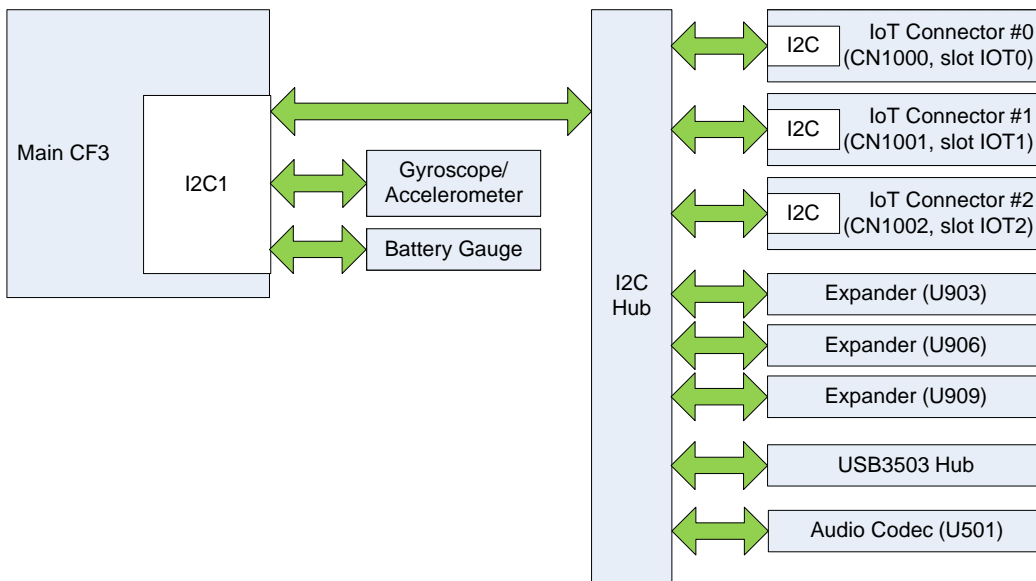 Main CF3
I2C1
Gyroscope/
Accelerometer
Battery Gauge
I2C
Hub
I2C
IoT Connector #0
(CN1000, slot IOT0)
I2C
IoT Connector #1
(CN1001, slot IOT1)
I2C
IoT Connector #2
(CN1002, slot IOT2)
Expander (U903)
Expander (U906)
Expander (U909)
USB3503 Hub
Audio Codec (U501)